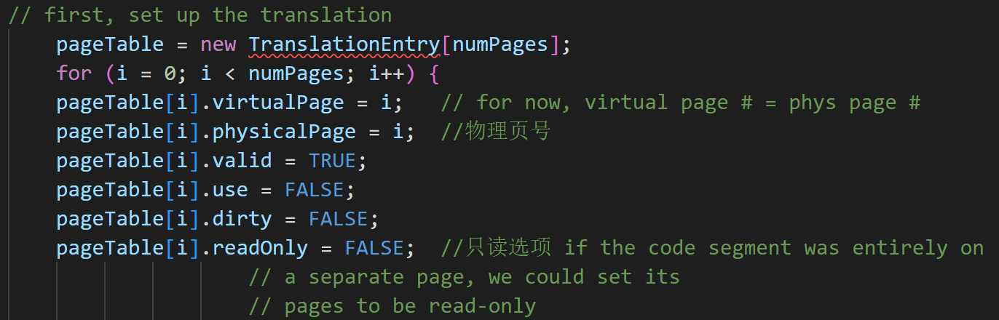 // first, set up the translation
pageTable = new TranslationEntry[numPages];
for (i = 0; i < numPages; i++) {
pageTable[i].virtualPage = i;   // for now, virtual page # = phys page #
pageTable[i].physicalPage = i;  //物理页号
pageTable[i].valid = TRUE;
pageTable[i].use = FALSE;
pageTable[i].dirty = FALSE;
pageTable[i].readOnly = FALSE;  //只读选项 if the code segment was entirely on
// a separate page, we could set its
// pages to be read-only